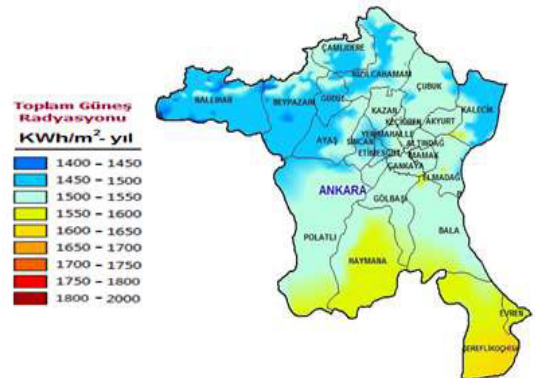 Toplam Güneş
Radyasyonu
KWh/m²- yıl
1400 - 1450
1450 - 1500
1500 - 1550
1550 - 1600
1600 - 1650
1650 - 1700
1700 - 1750
1750 - 1800
1800 - 2000
ÇAMLIDERE
KIZILCAHAMAM
ÇUBUK
NALLIHAN
BEYPAZARI
GÜDÜL
KAZAN
KALECİK
KEÇİÖREN
AKYURT
AYAŞ
SİNCAN
YENİMAHALLE
ALTINDAĞ
ETİMESGUT
MAMAK
ÇANKAYA
ELMADAĞ
ANKARA
GÖLBAŞI
POLATLI
BALA
HAYMANA
EVREN
ŞEREFLİKOÇHİSA